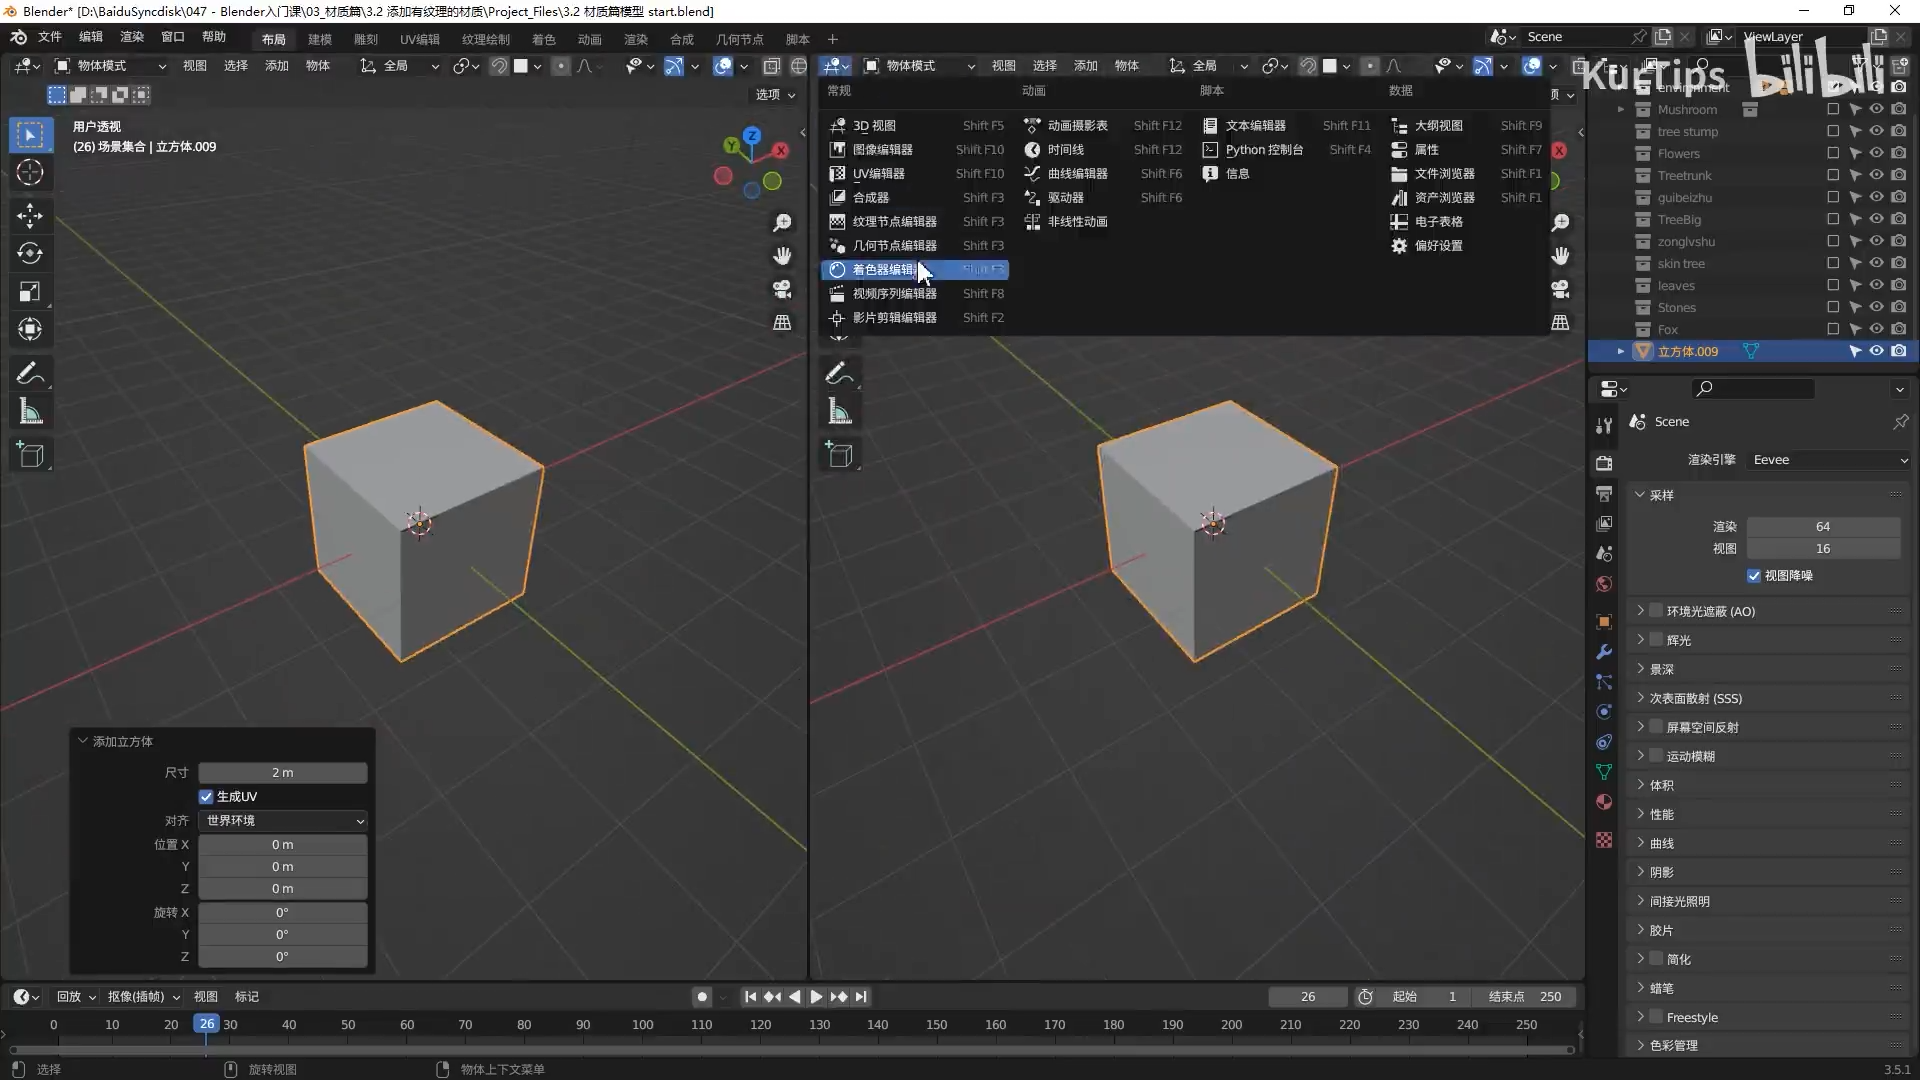 Blender* [D:\BaiduSyncdisk\047 - Blender入门课\03_材质篇\3.2 添加有纹理的材质\Project_Files\3.2 材质篇模型 start.blend]
文件 编辑 渲染 窗口 帮助 布局 建模 雕刻 UV编辑 纹理绘制 着色 动画 渲染 合成 几何节点 脚本 + Scene ViewLayer
KurTips bilibili
物体模式 视图 选择 添加 物体 全局 物体模式 视图 选择 添加 物体 全局
选项
用户透视
(26) 场景集合 | 立方体.009
Z
Y
X
常规 动画 脚本 数据
3D 视图 Shift F5 动画摄影表 Shift F12 文本编辑器 Shift F11 大纲视图 Shift F9
图像编辑器 Shift F10 时间线 Shift F12 Python 控制台 Shift F4 属性 Shift F7
UV编辑器 Shift F10 曲线编辑器 Shift F6 信息 文件浏览器 Shift F1
合成器 Shift F3 驱动器 Shift F6 资产浏览器 Shift F1
纹理节点编辑器 Shift F3 非线性动画 电子表格
几何节点编辑器 Shift F3 偏好设置
着色器编辑 Shift F3
视频序列编辑器 Shift F8
影片剪辑编辑器 Shift F2
项
X
environment
Mushroom
tree stump
Flowers
Treetrunk
guibeizhu
TreeBig
zonglvshu
skin tree
leaves
Stones
Fox
立方体.009
Scene
渲染引擎 Eevee
采样
渲染 64
视图 16
视图降噪
环境光遮蔽 (AO)
辉光
景深
次表面散射 (SSS)
屏幕空间反射
运动模糊
体积
性能
曲线
阴影
间接光照明
胶片
简化
蜡笔
Freestyle
色彩管理
添加立方体
尺寸 2 m
生成UV
对齐 世界环境
位置 X 0 m
Y 0 m
Z 0 m
旋转 X 0°
Y 0°
Z 0°
回放 抠像(插帧) 视图 标记 26 起始 1 结束点 250
0 10 20 26 30 40 50 60 70 80 90 100 110 120 130 140 150 160 170 180 190 200 210 220 230 240 250
选择 旋转视图 物体上下文菜单 3.5.1